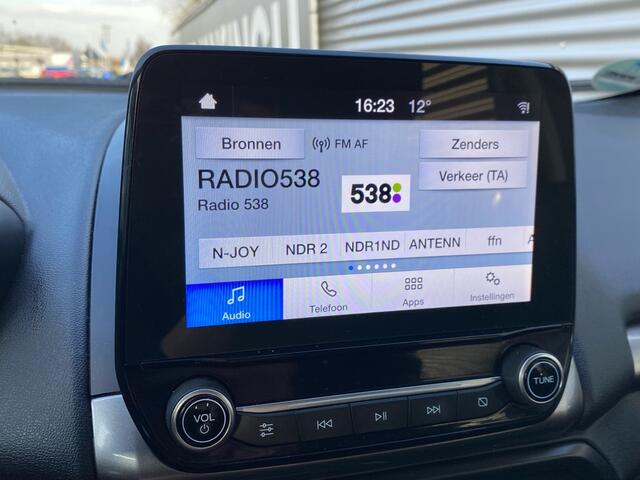 16:23 12°
Bronnen FM AF Zenders
RADIO538
Radio 538
538
Verkeer (TA)
N-JOY NDR 2 NDR1ND ANTENN ffn
Audio Telefoon Apps Instellingen
VOL
TUNE